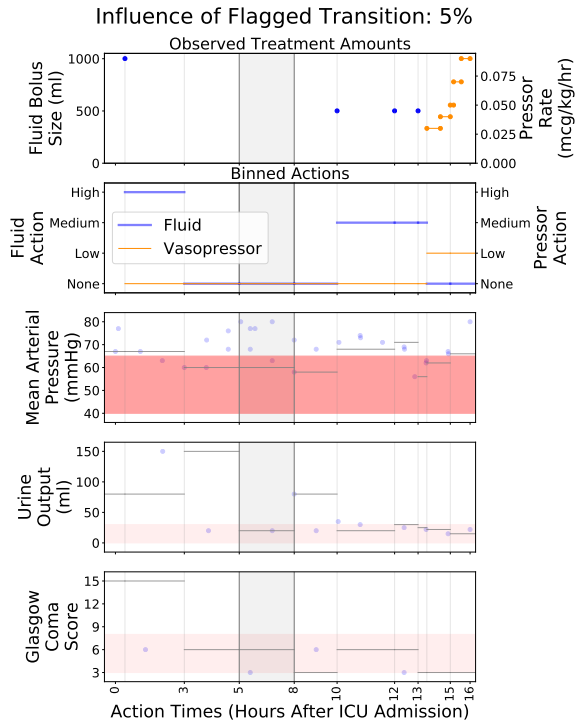 Influence of Flagged Transition: 5%
Observed Treatment Amounts
Fluid Bolus
Size (ml)
1000
500
0
0.075
0.050
0.025
0.000
Pressor
Rate
(mcg/kg/hr)
Binned Actions
Fluid
Action
High
Medium
Low
None
Fluid
Vasopressor
High
Medium
Low
None
Pressor
Action
Mean Arterial
Pressure
(mmHg)
80
70
60
50
40
Urine
Output
(ml)
150
100
50
0
Glasgow
Coma
Score
15
12
9
6
3
0
3
5
8
10
12
13
15
16
Action Times (Hours After ICU Admission)